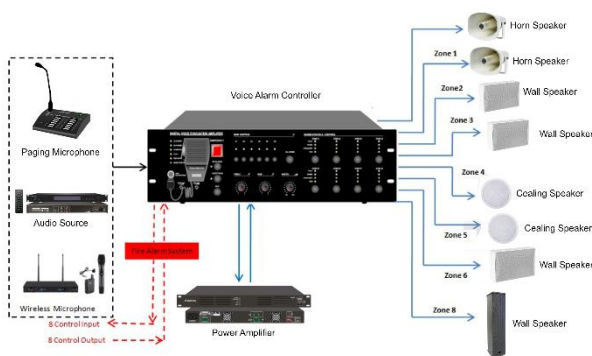 Horn Speaker
Zone 1
Horn Speaker
Voice Alarm Controller
Zone2
Wall Speaker
Zone 3
Wall Speaker
Paging Microphone
Zone 4
Cealing Speaker
Audio Source
Fire Alarm System
Zone 5
Cealing Speaker
Zone 6
Wall Speaker
Wireless Microphone
Zone 8
8 Control Input
8 Control Output
Power Amplifier
Wall Speaker